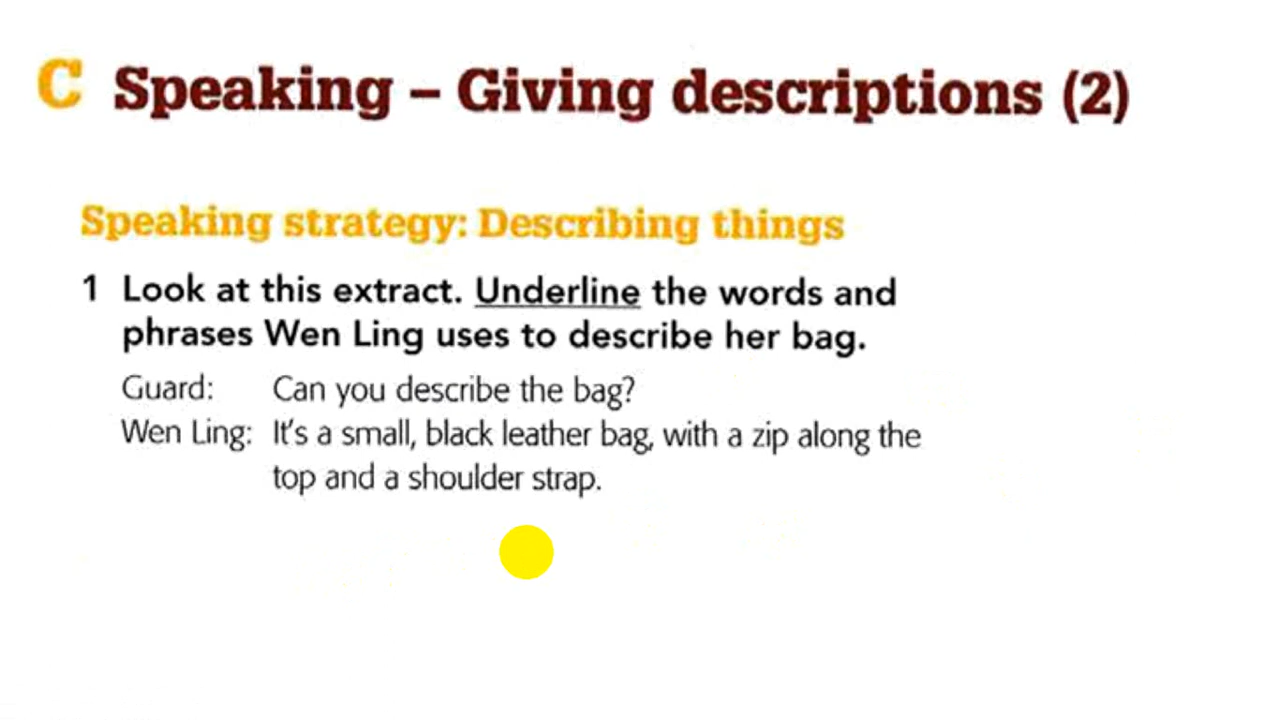 C Speaking – Giving descriptions (2)
Speaking strategy: Describing things
1 Look at this extract. Underline the words and
phrases Wen Ling uses to describe her bag.
Guard: Can you describe the bag?
Wen Ling: It's a small, black leather bag, with a zip along the
top and a shoulder strap.